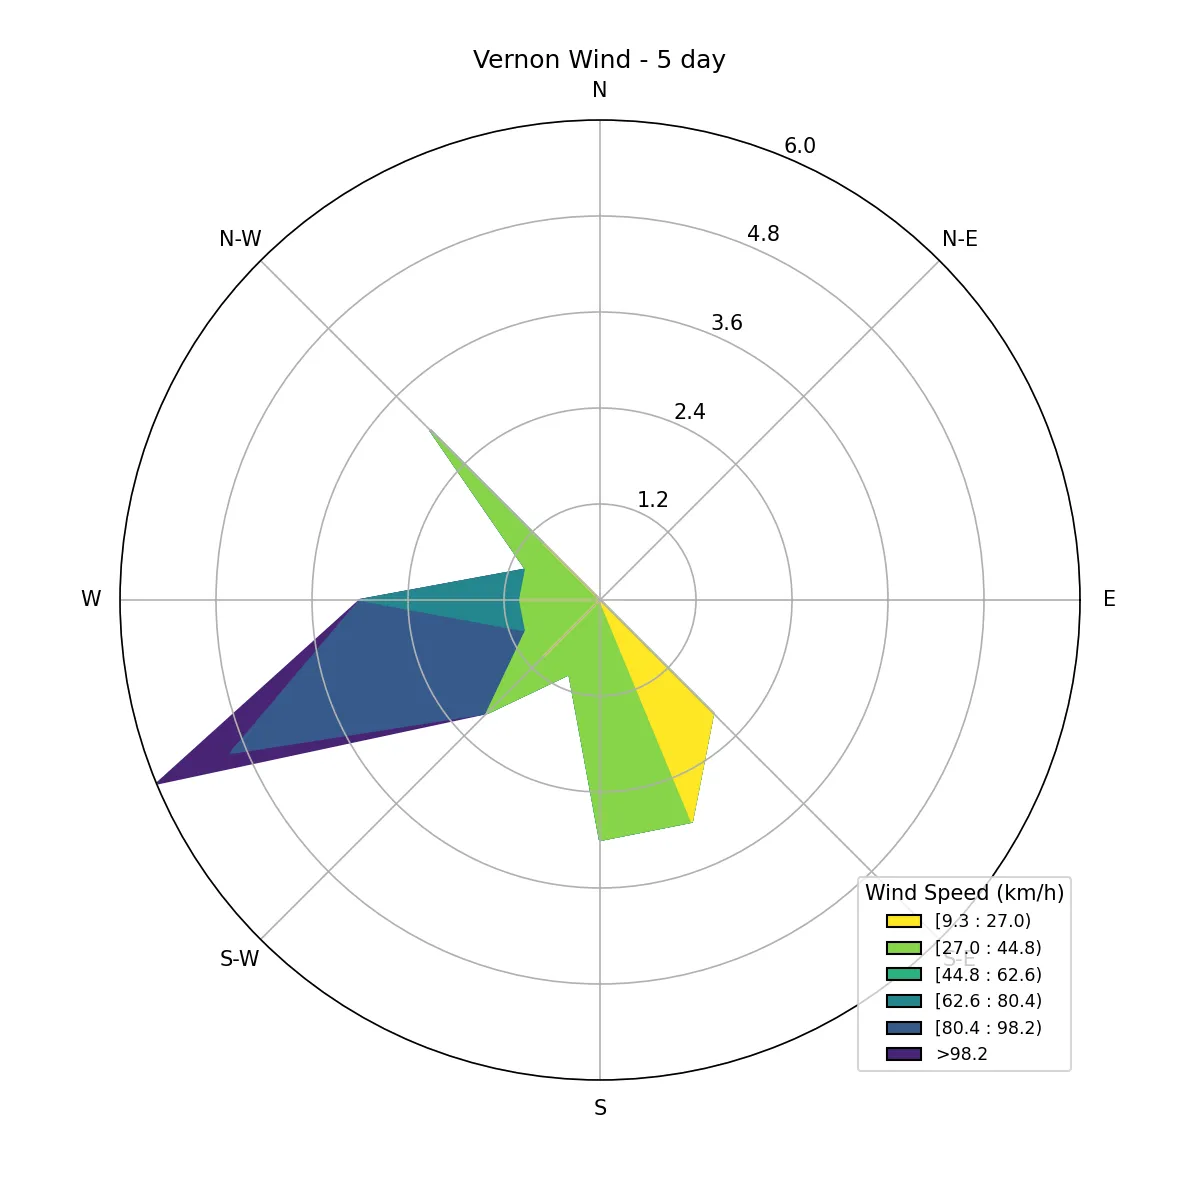 Vernon Wind - 5 day
N
6.0
N-W
4.8
N-E
3.6
2.4
1.2
W
E
S-W
S-E
S
Wind Speed (km/h)
[9.3 : 27.0)
[27.0 : 44.8)
[44.8 : 62.6)
[62.6 : 80.4)
[80.4 : 98.2)
>98.2